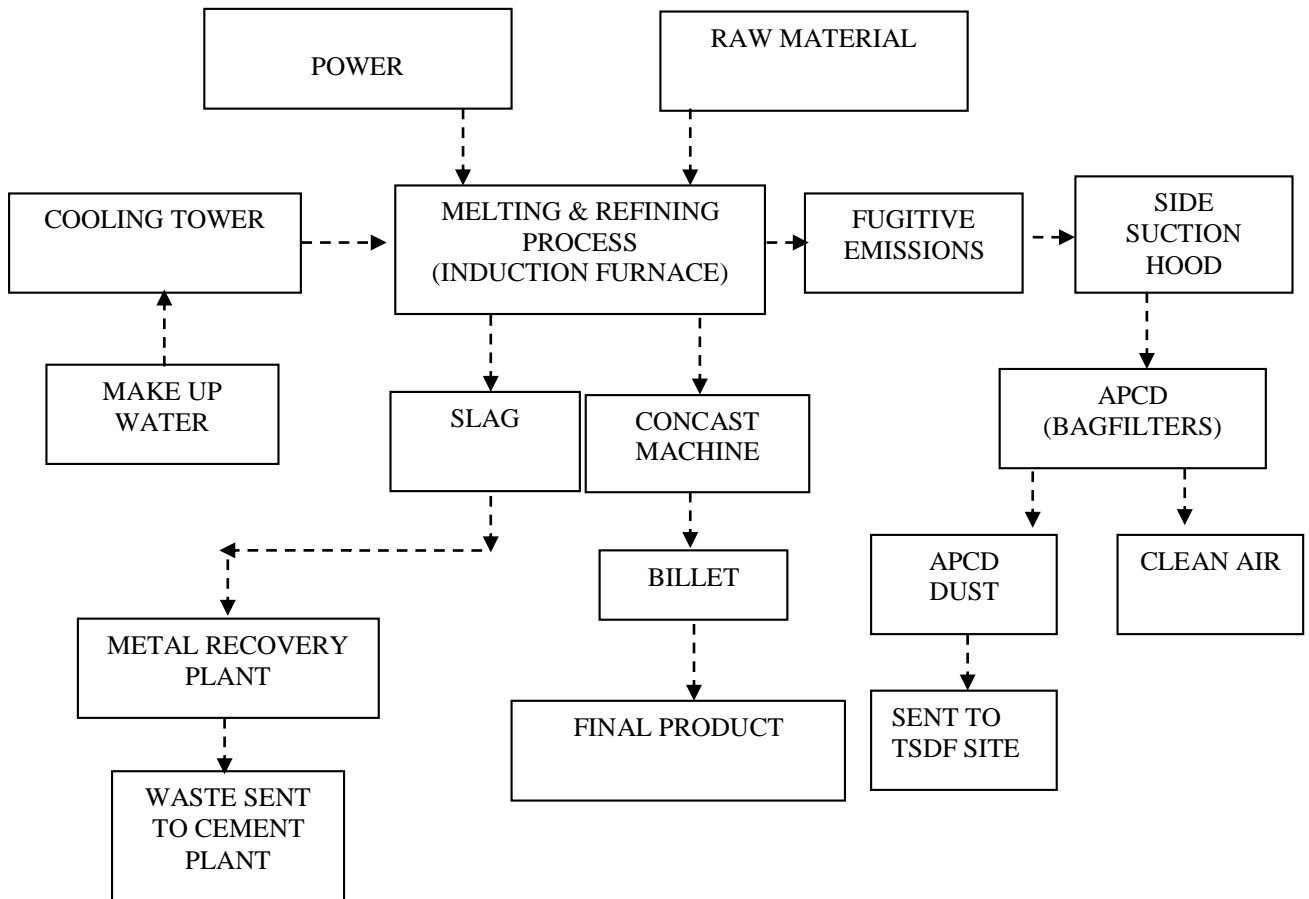 POWER
RAW MATERIAL
COOLING TOWER
MELTING & REFINING
PROCESS
(INDUCTION FURNACE)
FUGITIVE
EMISSIONS
SIDE
SUCTION
HOOD
MAKE UP
WATER
SLAG
CONCAST
MACHINE
APCD
(BAGFILTERS)
BILLET
APCD
DUST
CLEAN AIR
METAL RECOVERY
PLANT
FINAL PRODUCT
SENT TO
TSDF SITE
WASTE SENT
TO CEMENT
PLANT